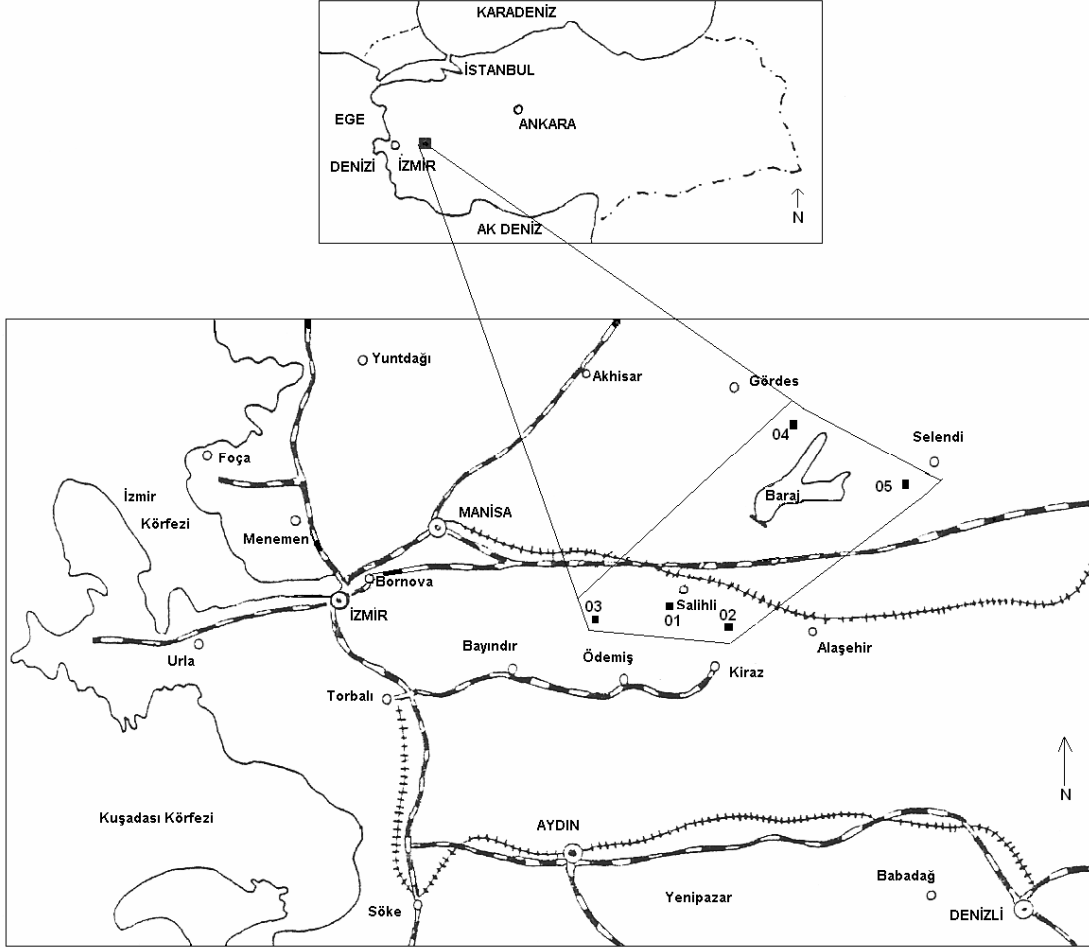 KARADENİZ
İSTANBUL
EGE
ANKARA
DENİZİ
İZMİR
N
AK DENİZ
Yuntdağı
Akhisar
Gördes
04
Selendi
Foça
05
Baraj
İzmir
Körfezi
MANİSA
Menemen
Bornova
03
Salihli
İZMİR
01
02
Alaşehir
Urla
Bayındır
Ödemiş
Kiraz
Torbalı
N
Kuşadası Körfezi
AYDIN
Babadağ
Yenipazar
Söke
DENİZLİ